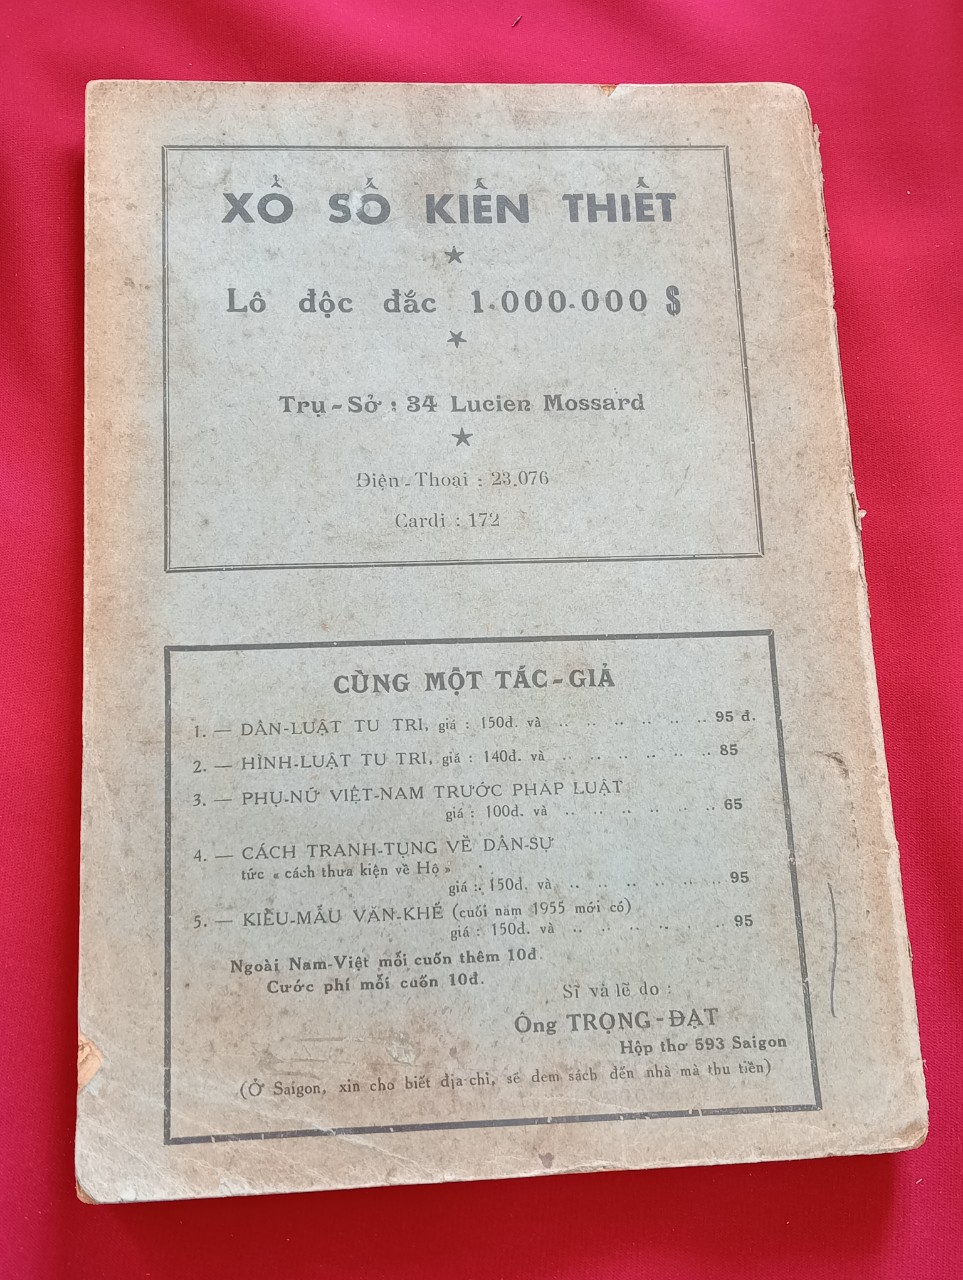 XỔ SỐ KIẾN THIẾT
★
Lô độc đắc 1.000.000 $
★
Trụ-Sở : 34 Lucien Mossard
★
Điện-Thoại : 23.076
Cardi : 172
CÙNG MỘT TÁC-GIẢ
1. — DÂN-LUẬT TU TRI, giá : 150đ. và .. .. .. .. .. .. 95 đ.
2. — HÌNH-LUẬT TU TRI, giá : 140đ. và .. .. .. .. .. .. 85
3. — PHỤ-NỮ VIỆT-NAM TRƯỚC PHÁP LUẬT
giá : 100đ. và .. .. .. .. .. .. 65
4. — CÁCH TRANH-TỤNG VỀ DÂN-SỰ
tức « cách thưa kiện về Hộ »
giá : 150đ. và .. .. .. .. .. .. 95
5. — KIỂU-MẪU VĂN-KHẾ (cuối năm 1955 mới có)
giá : 150đ. và .. .. .. .. .. .. 95
Ngoài Nam-Việt mỗi cuốn thêm 10đ.
Cước phí mỗi cuốn 10đ.
Sĩ và lẽ do :
Ông TRỌNG-ĐẠT
Hộp thơ 593 Saigon
(Ở Saigon, xin cho biết địa chỉ, sẽ đem sách đến nhà mà thu tiền)